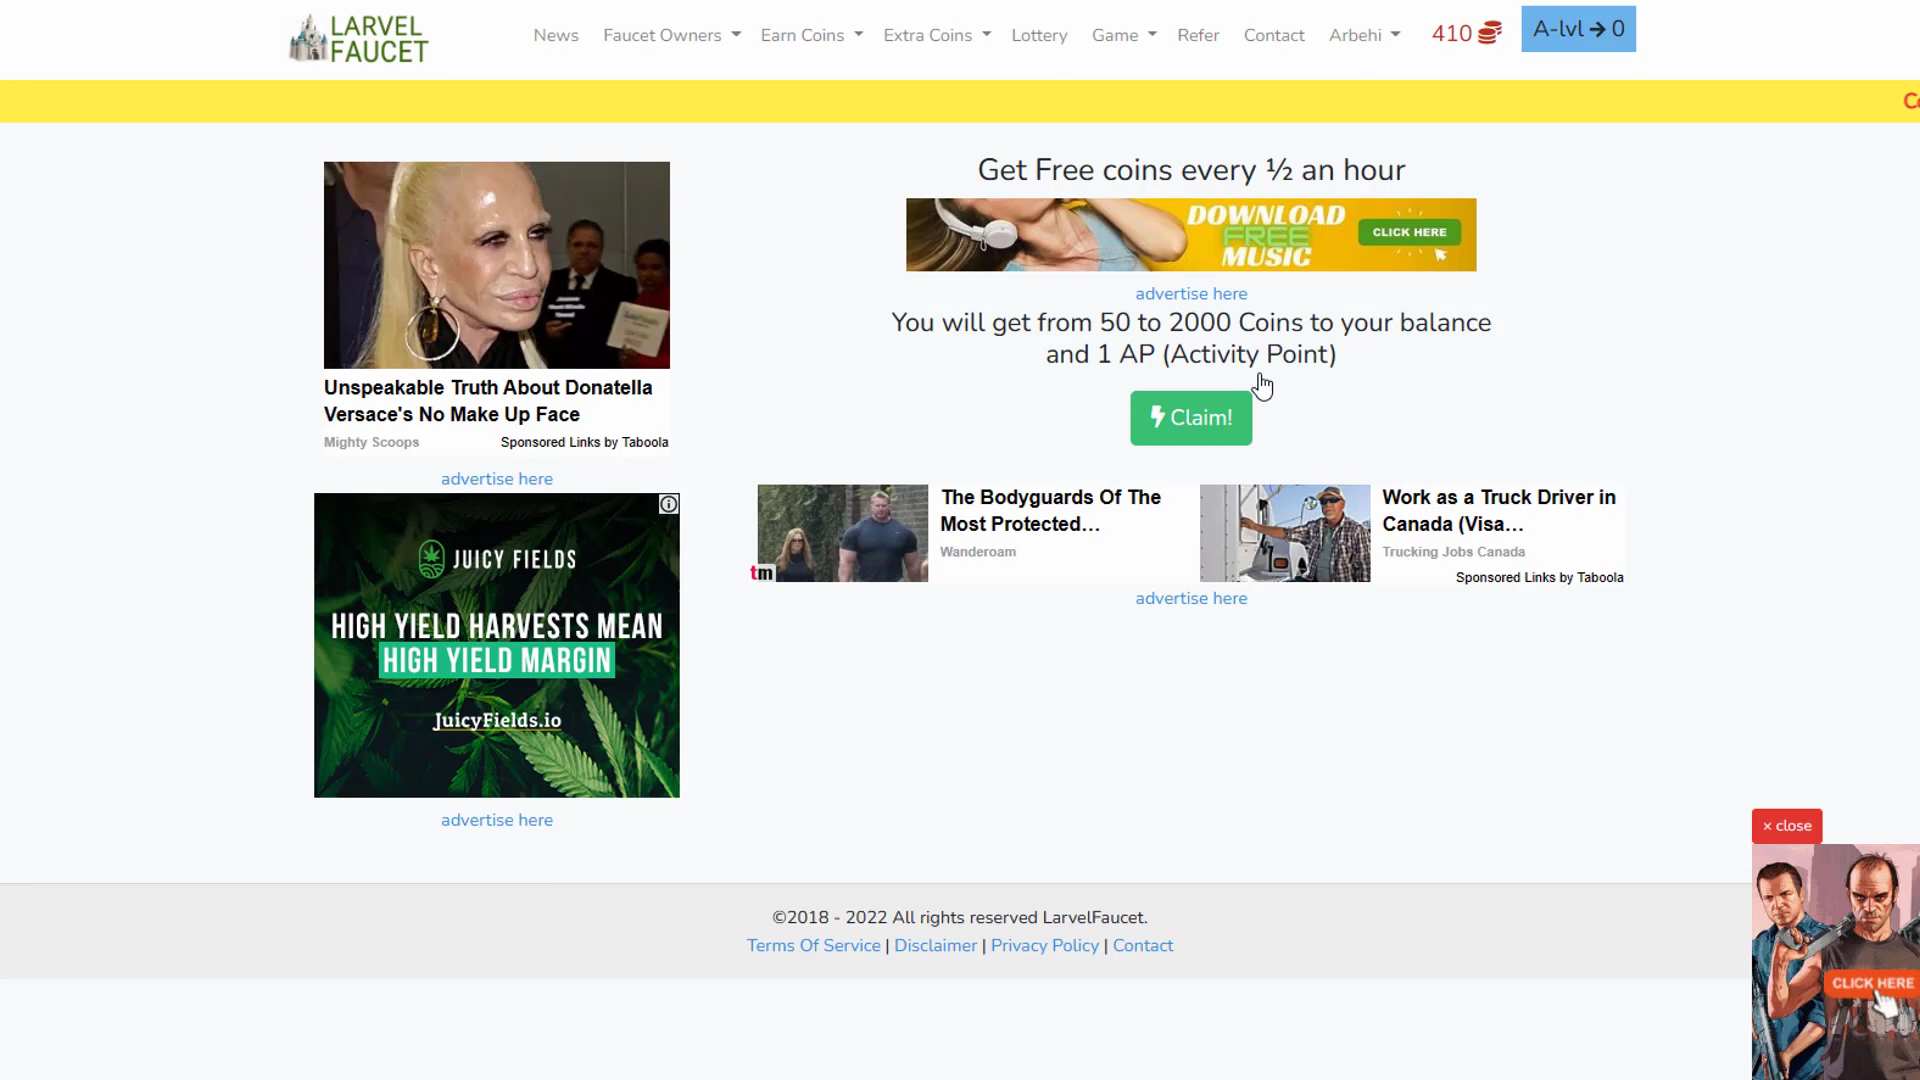 LARVEL
FAUCET
News Faucet Owners Earn Coins Extra Coins Lottery Game Refer Contact Arbehi 410 A-lvl → 0
Get Free coins every ½ an hour
DOWNLOAD
FREE
MUSIC
CLICK HERE
advertise here
You will get from 50 to 2000 Coins to your balance
and 1 AP (Activity Point)
Claim!
Unspeakable Truth About Donatella
Versace's No Make Up Face
Mighty Scoops
Sponsored Links by Taboola
advertise here
JUICY FIELDS
HIGH YIELD HARVESTS MEAN
HIGH YIELD MARGIN
JuicyFields.io
advertise here
tm
The Bodyguards Of The
Most Protected...
Wanderoam
Work as a Truck Driver in
Canada (Visa...
Trucking Jobs Canada
Sponsored Links by Taboola
advertise here
× close
CLICK HERE
©2018 - 2022 All rights reserved LarvelFaucet.
Terms Of Service | Disclaimer | Privacy Policy | Contact